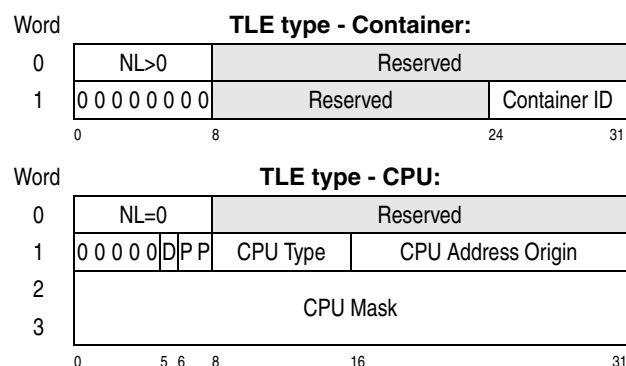 Word TLE type - Container:
0 NL>0 Reserved
1 0 0 0 0 0 0 0 0 Reserved Container ID
0 8 24 31
Word TLE type - CPU:
0 NL=0 Reserved
1 0 0 0 0 0 D P P CPU Type CPU Address Origin
2
CPU Mask
3
0 5 6 8 16 31